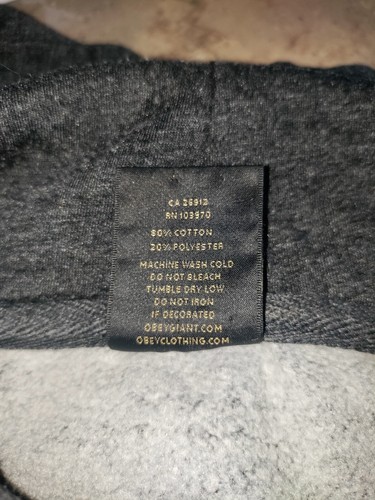 CA 26912
RN 103970
80% COTTON
20% POLYESTER
MACHINE WASH COLD
DO NOT BLEACH
TUMBLE DRY LOW
DO NOT IRON
IF DECORATED
OBEYGIANT.COM
OBEYCLOTHING.COM